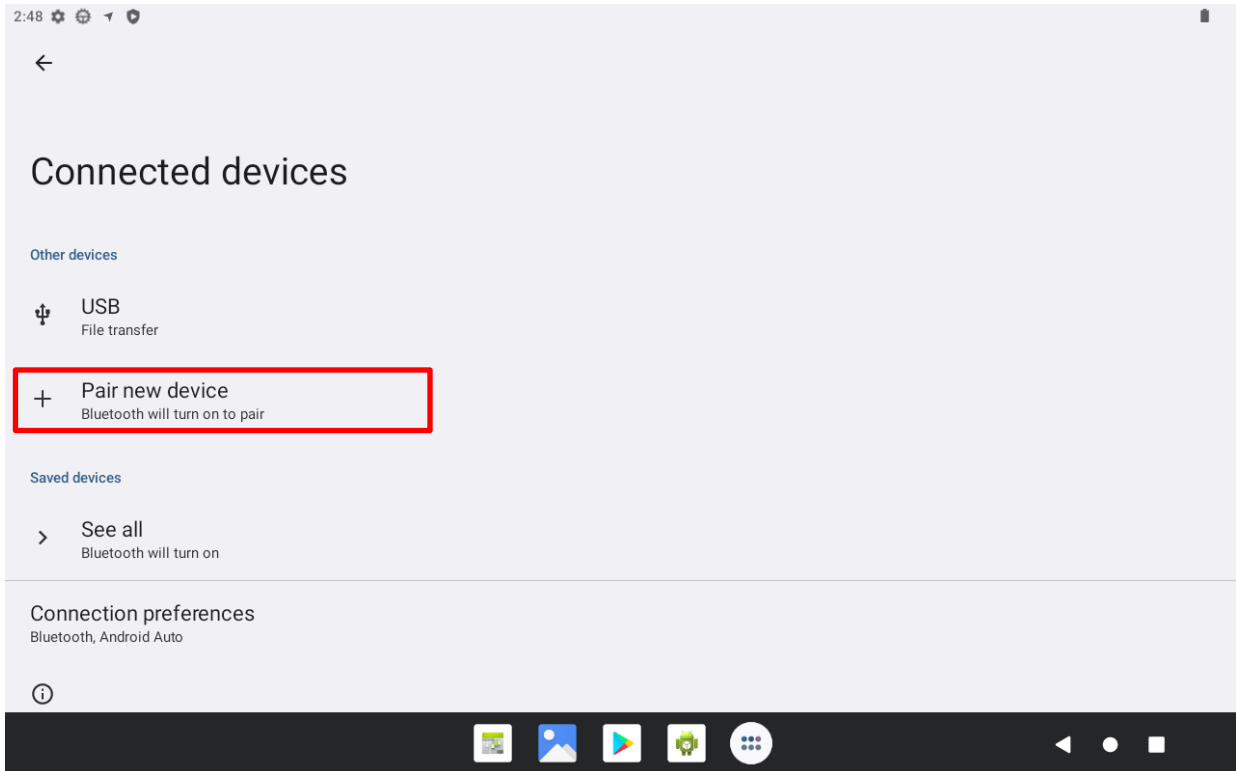 2:48
Connected devices
Other devices
USB
File transfer
Pair new device
Bluetooth will turn on to pair
Saved devices
See all
Bluetooth will turn on
Connection preferences
Bluetooth, Android Auto